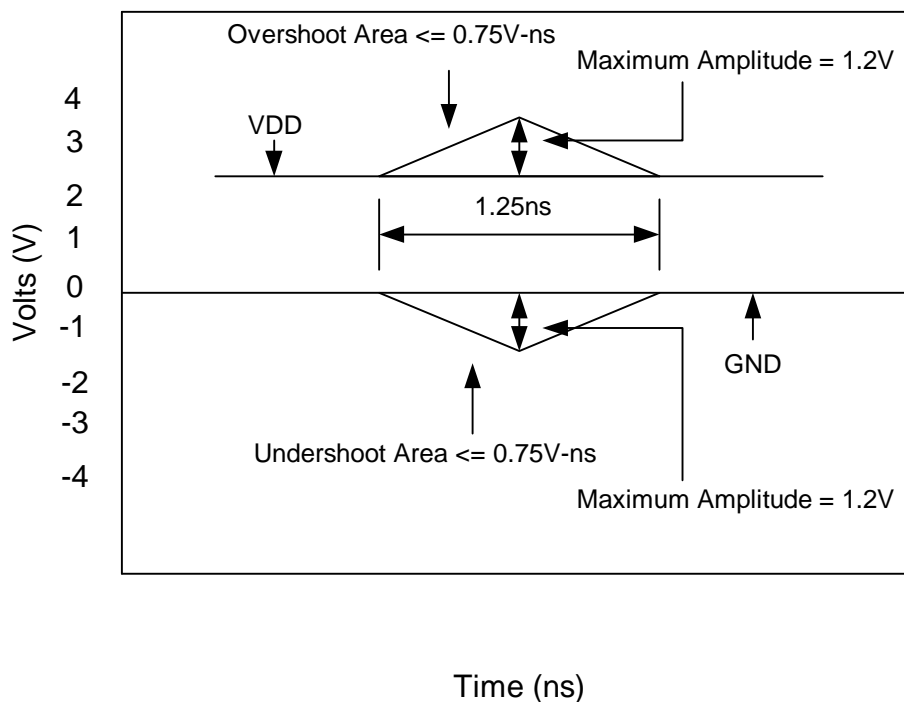 Overshoot Area <= 0.75V-ns
Maximum Amplitude = 1.2V
4
VDD
3
2
1.25ns
1
0
Volts (V)
-1
GND
-2
-3
Undershoot Area <= 0.75V-ns
-4
Maximum Amplitude = 1.2V
Time (ns)